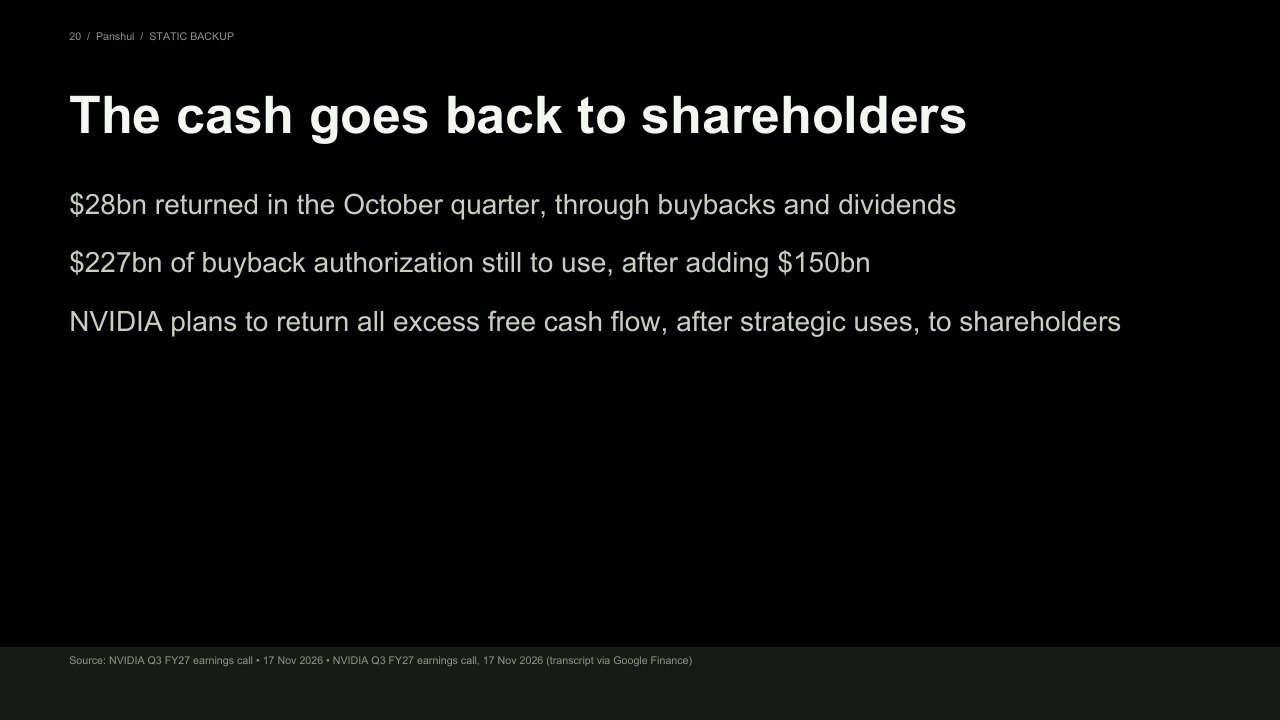 20 / Panshul / STATIC BACKUP
The cash goes back to shareholders
$28bn returned in the October quarter, through buybacks and dividends
$227bn of buyback authorization still to use, after adding $150bn
NVIDIA plans to return all excess free cash flow, after strategic uses, to shareholders
Source: NVIDIA Q3 FY27 earnings call • 17 Nov 2026 • NVIDIA Q3 FY27 earnings call, 17 Nov 2026 (transcript via Google Finance)